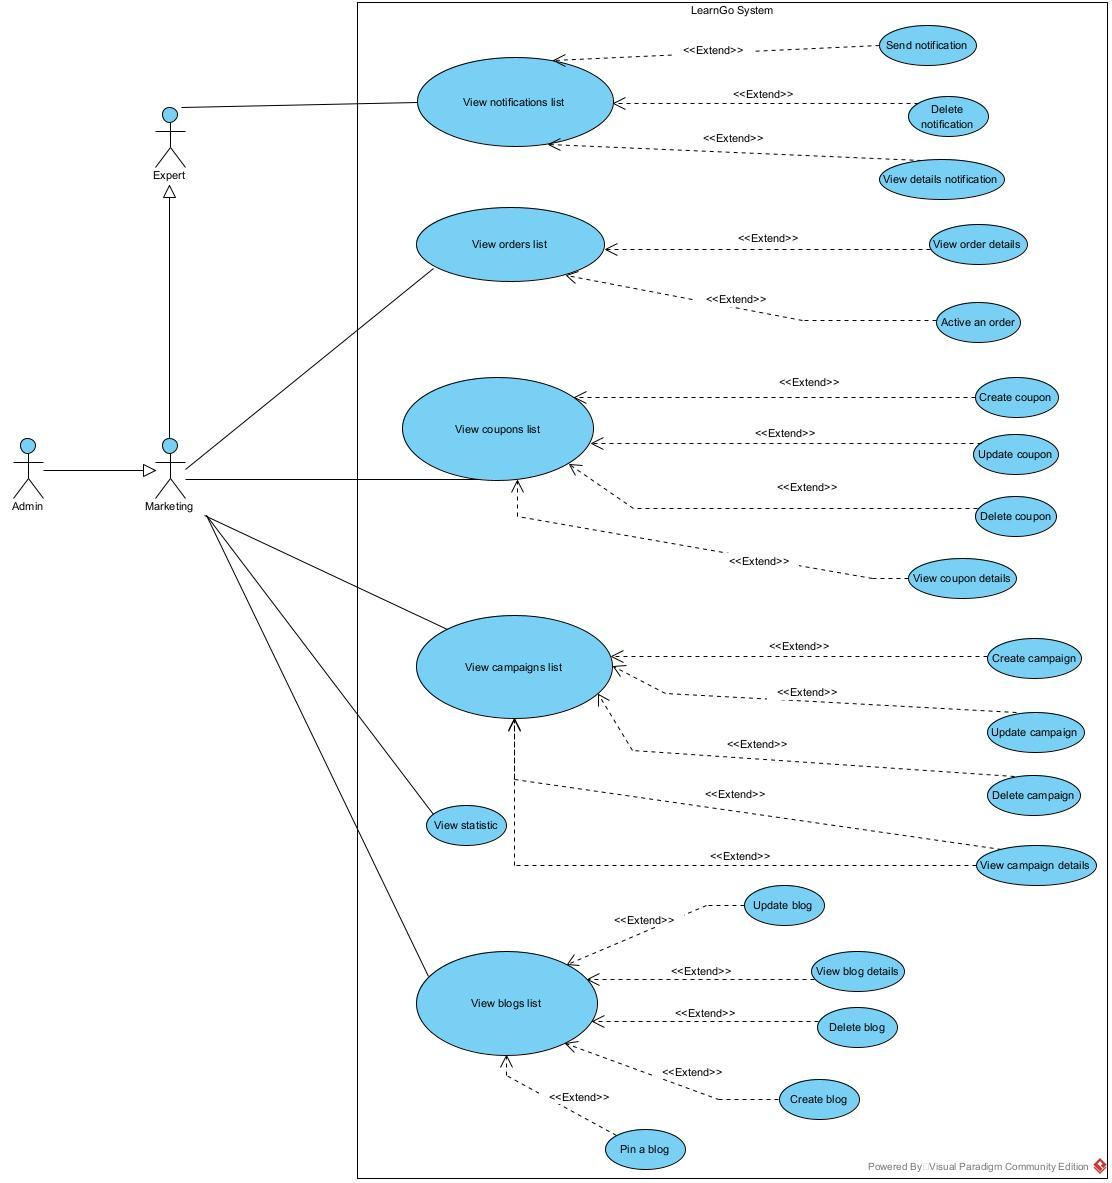 LearnGo System
<<Extend>>
Send notification
View notifications list
<<Extend>>
Delete
notification
<<Extend>>
View details notification
Expert
View orders list
<<Extend>>
View order details
<<Extend>>
Active an order
<<Extend>>
Create coupon
View coupons list
<<Extend>>
Update coupon
<<Extend>>
Delete coupon
<<Extend>>
View coupon details
Admin
Marketing
<<Extend>>
Create campaign
View campaigns list
<<Extend>>
Update campaign
<<Extend>>
Delete campaign
<<Extend>>
View statistic
<<Extend>>
View campaign details
<<Extend>>
Update blog
<<Extend>>
View blog details
View blogs list
<<Extend>>
Delete blog
<<Extend>>
Create blog
<<Extend>>
Pin a blog
Powered By Visual Paradigm Community Edition